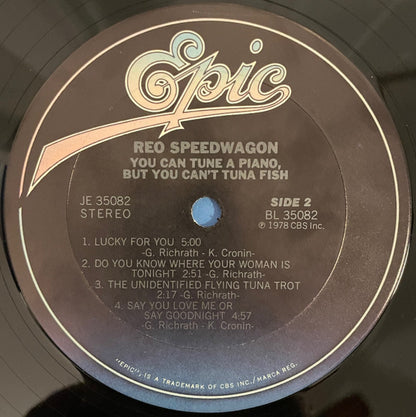 Epic
REO SPEEDWAGON
YOU CAN TUNE A PIANO,
BUT YOU CAN'T TUNA FISH
JE 35082
STEREO
SIDE 2
BL 35082
℗ 1978 CBS Inc.
1. LUCKY FOR YOU 5:00
-G. Richrath - K. Cronin-
2. DO YOU KNOW WHERE YOUR WOMAN IS
TONIGHT 2:51 -G. Richrath-
3. THE UNIDENTIFIED FLYING TUNA TROT
2:17 -G. Richrath-
4. SAY YOU LOVE ME OR
SAY GOODNIGHT 4:57
-G. Richrath - K. Cronin-
"EPIC", IS A TRADEMARK OF CBS INC./MARCA REG.